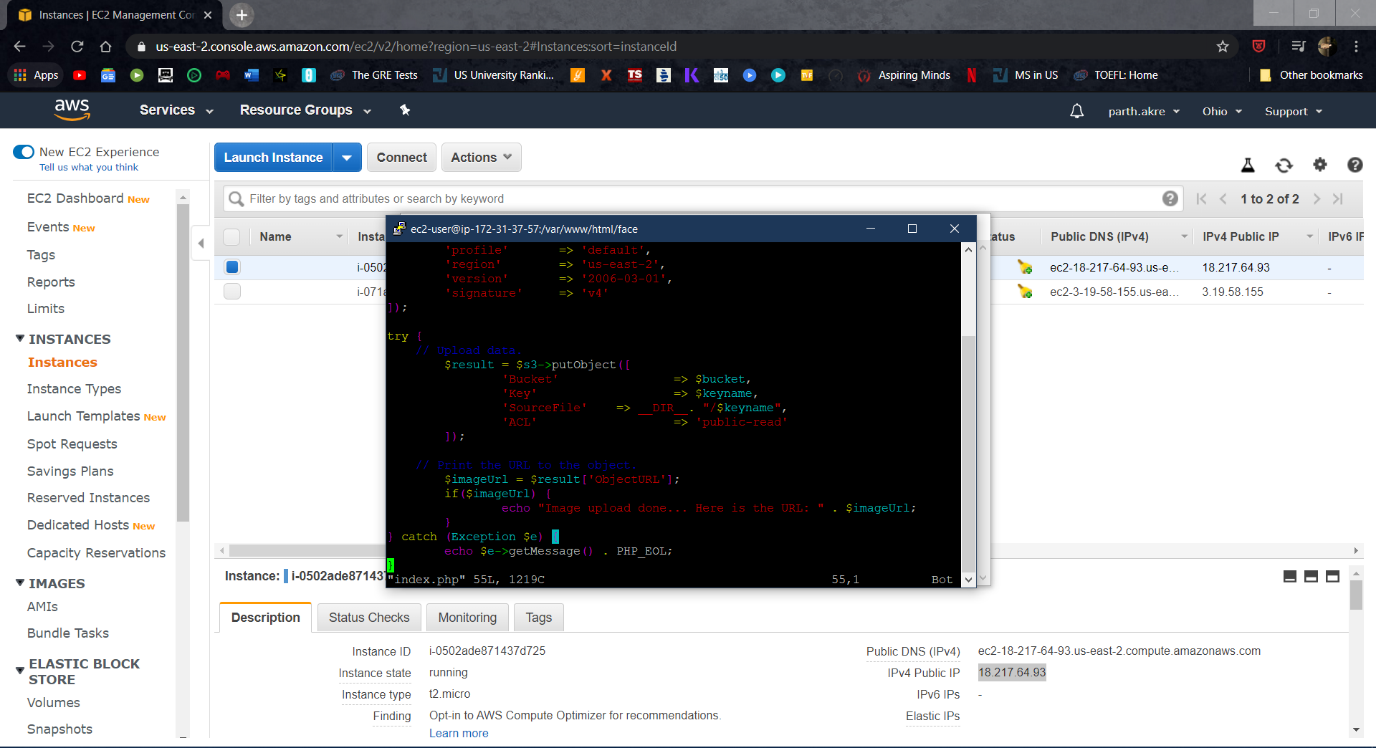 Instances | EC2 Management Con
us-east-2.console.aws.amazon.com/ec2/v2/home?region=us-east-2#Instances:sort=instanceId
Apps
The GRE Tests
US University Ranki...
TS
Aspiring Minds
MS in US
TOEFL: Home
Other bookmarks
aws
Services
Resource Groups
parth.akre
Ohio
Support
New EC2 Experience
Tell us what you think
EC2 Dashboard New
Events New
Tags
Reports
Limits
INSTANCES
Instances
Instance Types
Launch Templates New
Spot Requests
Savings Plans
Reserved Instances
Dedicated Hosts New
Capacity Reservations
IMAGES
AMIs
Bundle Tasks
ELASTIC BLOCK
STORE
Volumes
Snapshots
Launch Instance
Connect
Actions
Filter by tags and attributes or search by keyword
1 to 2 of 2
Name
Insta
atus
Public DNS (IPv4)
IPv4 Public IP
IPv6 IP
i-0502
ec2-18-217-64-93.us-e...
18.217.64.93
-
i-071a
ec2-3-19-58-155.us-ea...
3.19.58.155
-
ec2-user@ip-172-31-37-57:/var/www/html/face
'profile' => 'default',
'region' => 'us-east-2',
'version' => '2006-03-01',
'signature' => 'v4'
]);
try {
// Upload data.
$result = $s3->putObject([
'Bucket' => $bucket,
'Key' => $keyname,
'SourceFile' => __DIR__. "/$keyname",
'ACL' => 'public-read'
]);
// Print the URL to the object.
$imageUrl = $result['ObjectURL'];
if($imageUrl) {
echo "Image upload done... Here is the URL: " . $imageUrl;
}
} catch (Exception $e) {
echo $e->getMessage() . PHP_EOL;
}
"index.php" 55L, 1219C 55,1 Bot
Instance: i-0502ade87143
Description
Status Checks
Monitoring
Tags
Instance ID i-0502ade871437d725
Public DNS (IPv4) ec2-18-217-64-93.us-east-2.compute.amazonaws.com
Instance state running
IPv4 Public IP 18.217.64.93
Instance type t2.micro
IPv6 IPs -
Finding Opt-in to AWS Compute Optimizer for recommendations.
Elastic IPs
Learn more